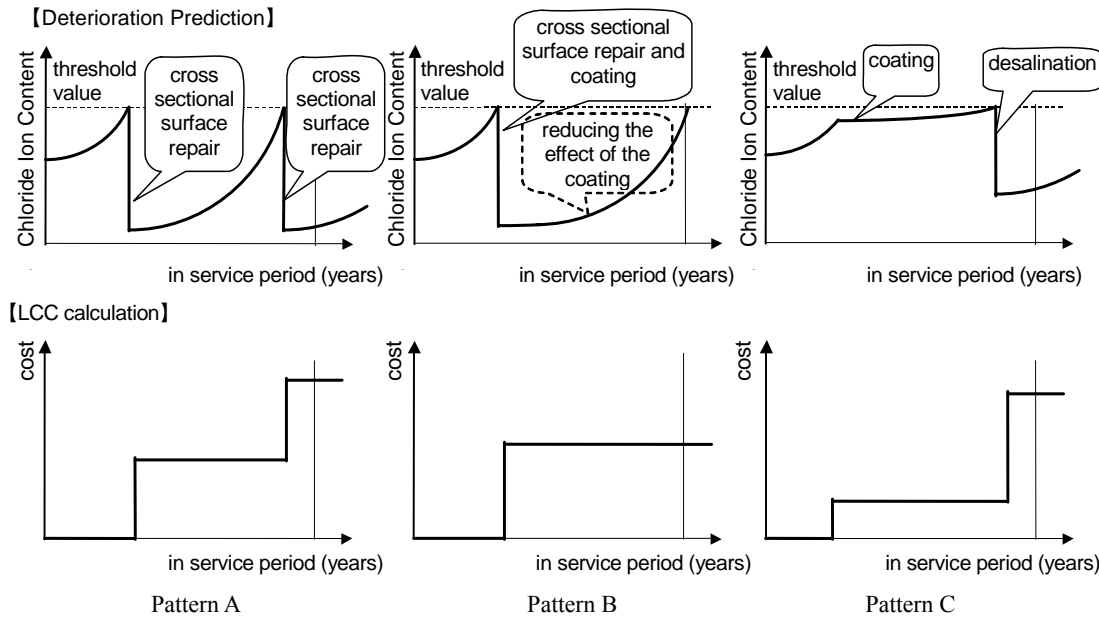 【Deterioration Prediction】
Chloride Ion Content
threshold
value
cross
sectional
surface
repair
cross
sectional
surface
repair
in service period (years)
Chloride Ion Content
threshold
value
cross sectional
surface repair and
coating
reducing the
effect of the
coating
in service period (years)
Chloride Ion Content
threshold
value
coating
desalination
in service period (years)
【LCC calculation】
cost
in service period (years)
cost
in service period (years)
cost
in service period (years)
Pattern A
Pattern B
Pattern C